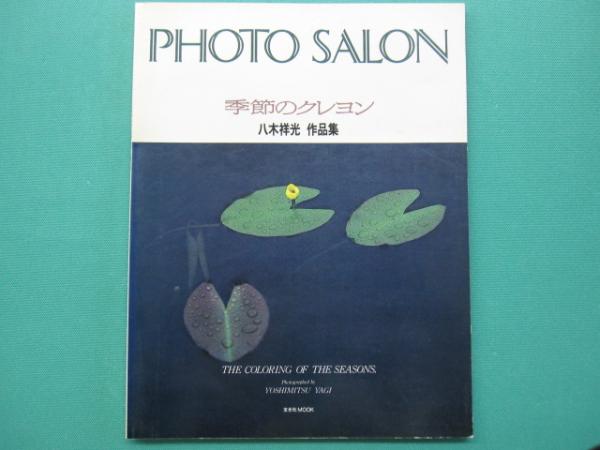 PHOTO SALON
季節のクレヨン
八木祥光 作品集
THE COLORING OF THE SEASONS.
Photographed by
YOSHIMITSU YAGI
MOOK